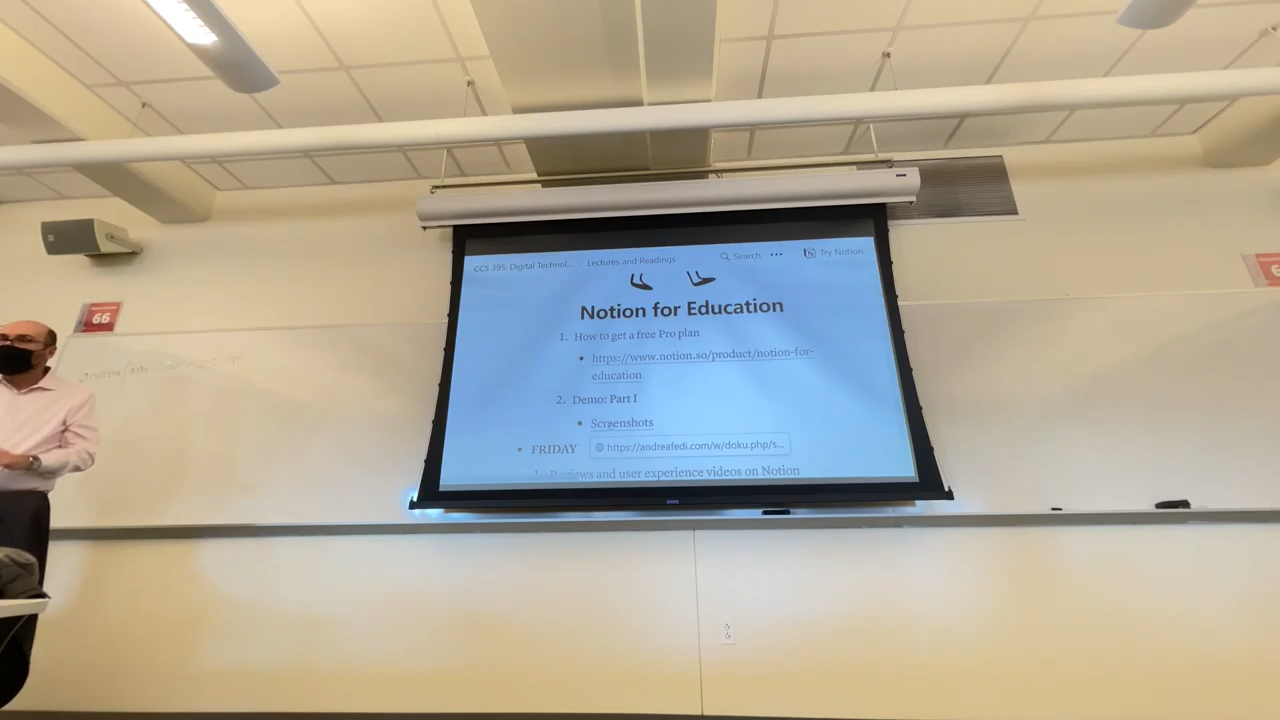 CCS 395: Digital Technol... / Lectures and Readings
Search ••• Try Notion
Notion for Education
1. How to get a free Pro plan
• https://www.notion.so/product/notion-for-
education
2. Demo: Part I
• Screenshots
• FRIDAY
https://andreafedi.com/w/doku.php/s...
1. Reviews and user experience videos on Notion
66